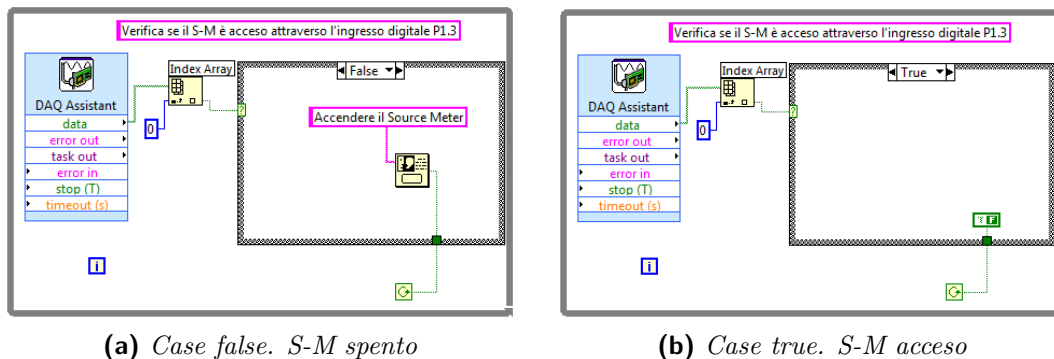 Verifica se il S-M è acceso attraverso l'ingresso digitale P1.3
Index Array
False
DAQ Assistant
data
error out
task out
error in
stop (T)
timeout (s)
0
?
Accendere il Source Meter
i
(a) Case false. S-M spento
Verifica se il S-M è acceso attraverso l'ingresso digitale P1.3
Index Array
True
DAQ Assistant
data
error out
task out
error in
stop (T)
timeout (s)
0
?
T F
i
(b) Case true. S-M acceso